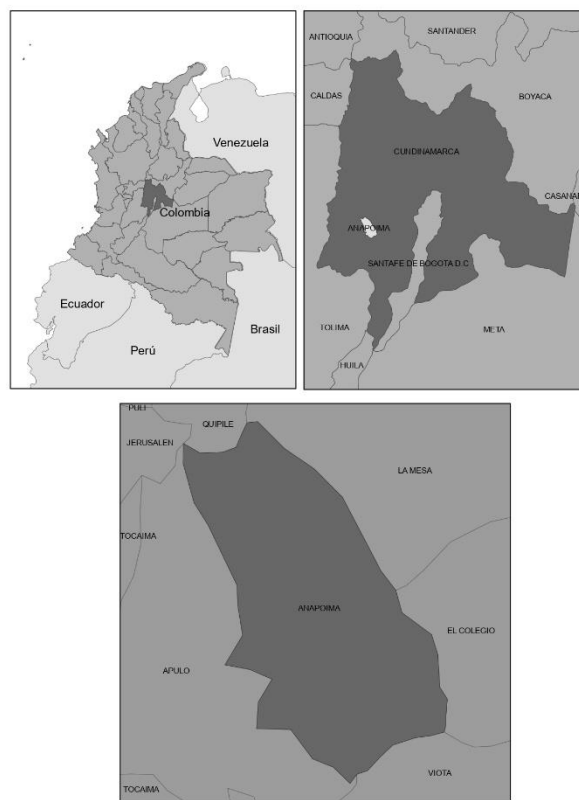 Venezuela
Colombia
Ecuador
Perú
Brasil
ANTIOQUIA
SANTANDER
CALDAS
BOYACA
CUNDINAMARCA
CASANAR
ANAPOIMA
SANTAFE DE BOGOTA D.C
TOLIMA
META
HUILA
PULI
QUIPILE
JERUSALEN
LA MESA
TOCAIMA
ANAPOIMA
EL COLEGIO
APULO
VIOTA
TOCAIMA